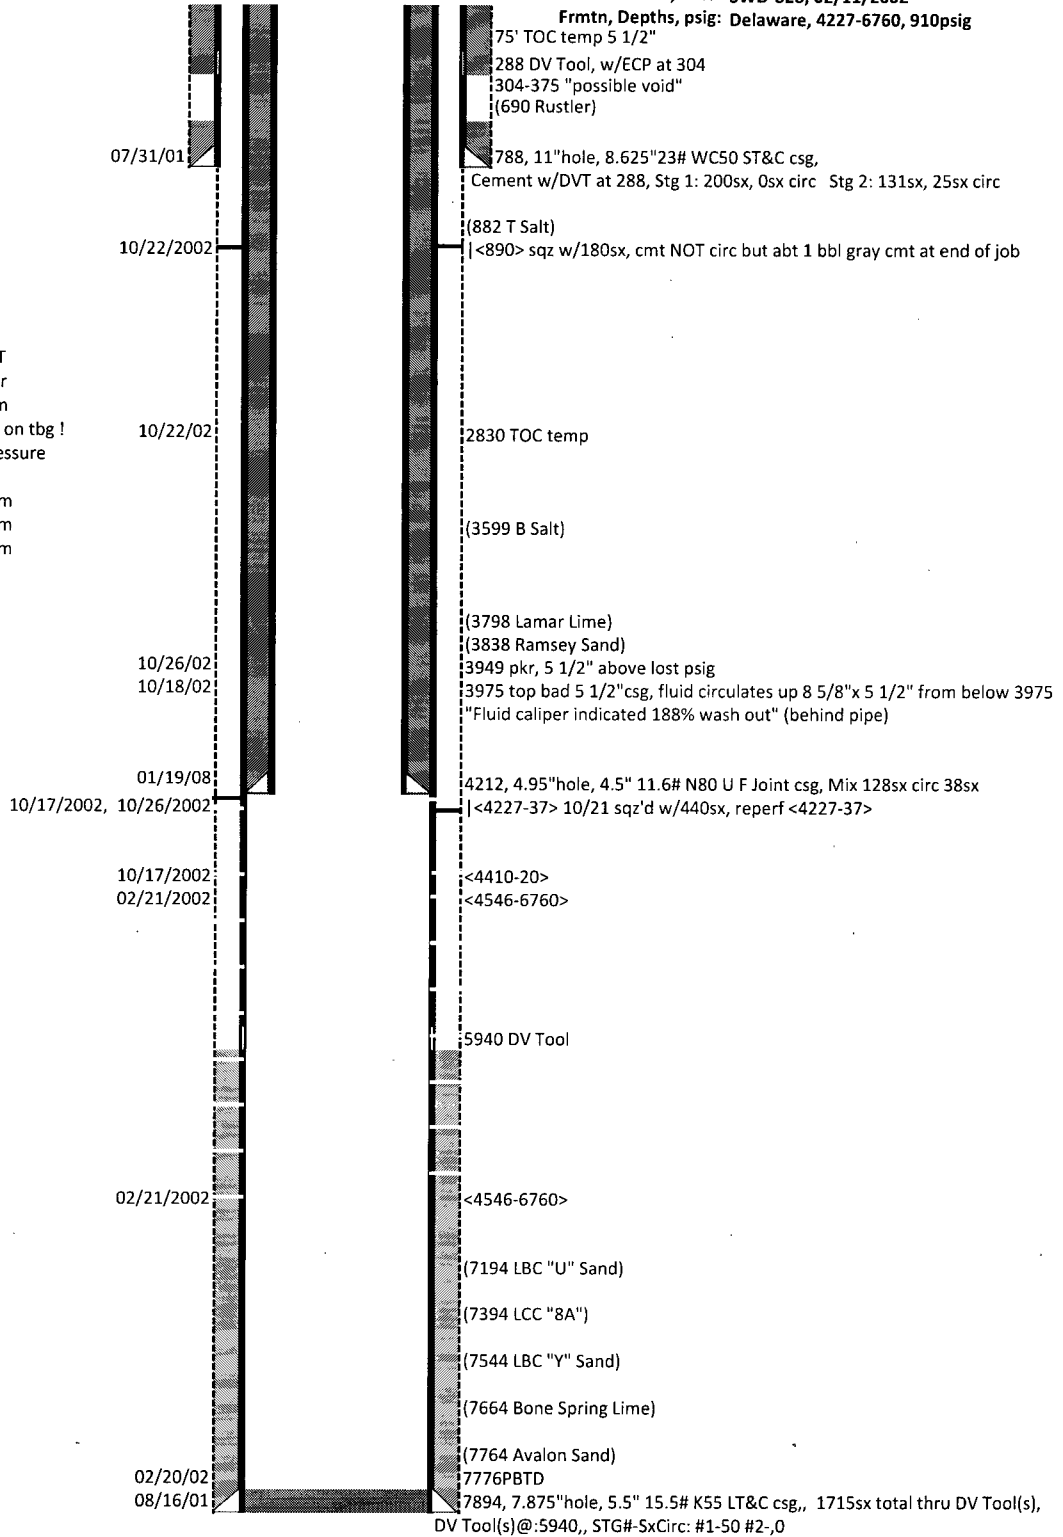 Frmtn, Depths, psig: Delaware, 4227-6760, 910psig
75' TOC temp 5 1/2"
288 DV Tool, w/ECP at 304
304-375 "possible void"
(690 Rustler)
07/31/01 788, 11"hole, 8.625"23# WC50 ST&C csg,
Cement w/DVT at 288, Stg 1: 200sx, 0sx circ Stg 2: 131sx, 25sx circ
(882 T Salt)
10/22/2002 |<890> sqz w/180sx, cmt NOT circ but abt 1 bbl gray cmt at end of job
on tbg !
10/22/02 2830 TOC temp
(3599 B Salt)
(3798 Lamar Lime)
(3838 Ramsey Sand)
10/26/02 3949 pkr, 5 1/2" above lost psig
10/18/02 3975 top bad 5 1/2"csg, fluid circulates up 8 5/8"x 5 1/2" from below 3975
"Fluid caliper indicated 188% wash out" (behind pipe)
01/19/08 4212, 4.95"hole, 4.5" 11.6# N80 U F Joint csg, Mix 128sx circ 38sx
10/17/2002, 10/26/2002 |<4227-37> 10/21 sqz'd w/440sx, reperf <4227-37>
10/17/2002 <4410-20>
02/21/2002 <4546-6760>
5940 DV Tool
02/21/2002 <4546-6760>
(7194 LBC "U" Sand)
(7394 LCC "8A")
(7544 LBC "Y" Sand)
(7664 Bone Spring Lime)
(7764 Avalon Sand)
02/20/02 7776PBTD
08/16/01 7894, 7.875"hole, 5.5" 15.5# K55 LT&C csg,, 1715sx total thru DV Tool(s),
DV Tool(s)@:5940,, STG#-SxCirc: #1-50 #2-,0